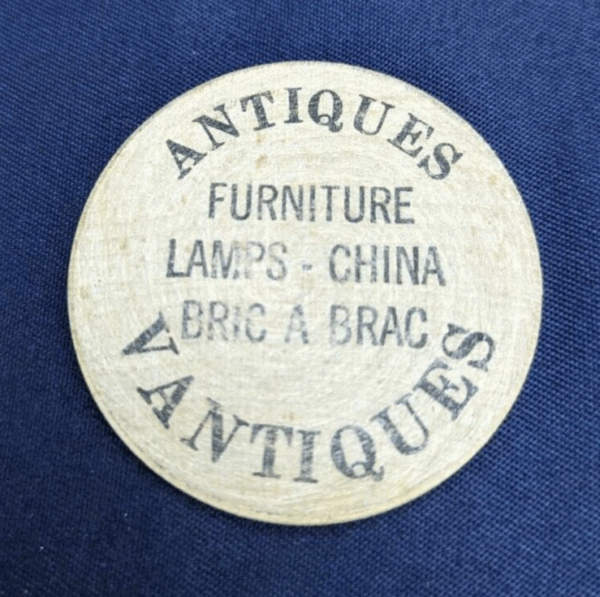 ANTIQUES
FURNITURE
LAMPS - CHINA
BRIC A BRAC
VANTIQUES